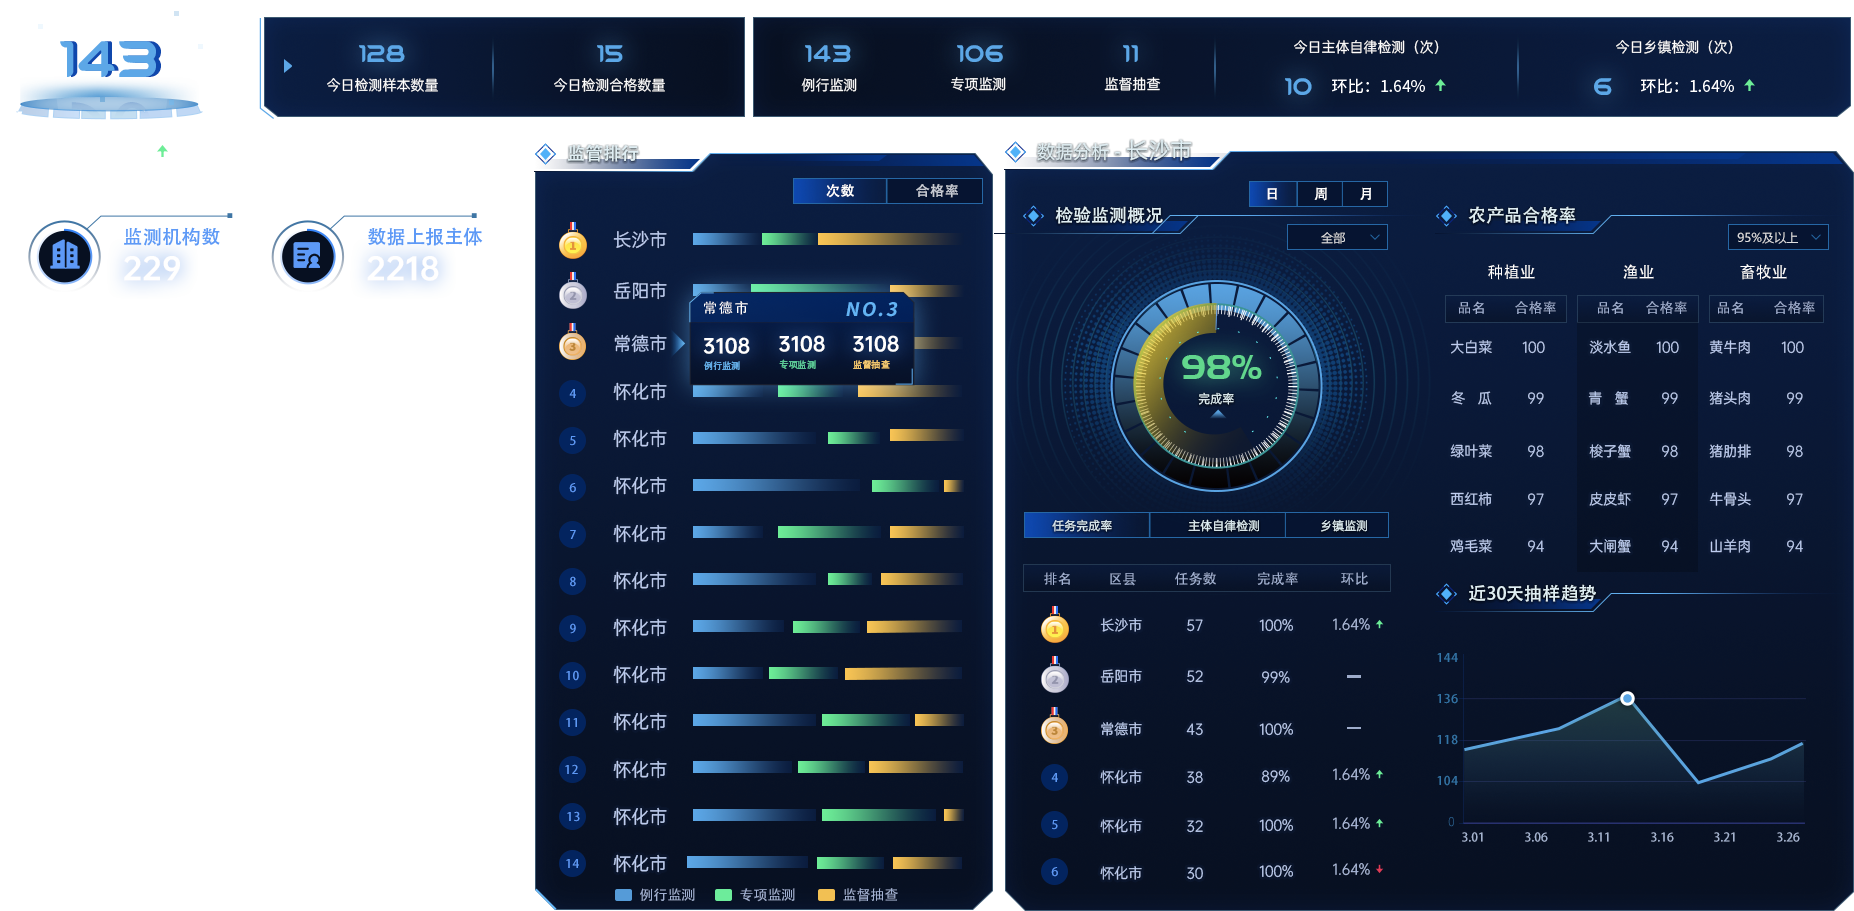 143
128
今日检测样本数量
15
今日检测合格数量
143
例行监测
106
专项监测
11
监督抽查
今日主体自律检测（次）
10 环比：1.64%
今日乡镇检测（次）
6 环比：1.64%
监测机构数
229
数据上报主体
2218
监管排行
次数 合格率
1 长沙市
2 岳阳市
3 常德市
常德市 NO.3
3108 3108 3108
例行监测 专项监测 监督抽查
4 怀化市
5 怀化市
6 怀化市
7 怀化市
8 怀化市
9 怀化市
10 怀化市
11 怀化市
12 怀化市
13 怀化市
14 怀化市
例行监测 专项监测 监督抽查
数据分析 - 长沙市
日 周 月
检验监测概况
全部
98%
完成率
任务完成率 主体自律检测 乡镇监测
排名 区县 任务数 完成率 环比
1 长沙市 57 100% 1.64%
2 岳阳市 52 99% —
3 常德市 43 100% —
4 怀化市 38 89% 1.64%
5 怀化市 32 100% 1.64%
6 怀化市 30 100% 1.64%
农产品合格率
95%及以上
种植业 渔业 畜牧业
品名 合格率 品名 合格率 品名 合格率
大白菜 100 淡水鱼 100 黄牛肉 100
冬 瓜 99 青 蟹 99 猪头肉 99
绿叶菜 98 梭子蟹 98 猪肋排 98
西红柿 97 皮皮虾 97 牛骨头 97
鸡毛菜 94 大闸蟹 94 山羊肉 94
近30天抽样趋势
144
136
118
104
0
3.01 3.06 3.11 3.16 3.21 3.26